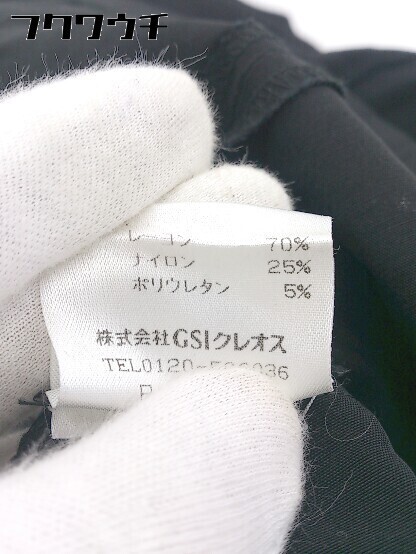 フクワウチ
レーヨン 70%
ナイロン 25%
ポリウレタン 5%
株式会社GSIクレオス